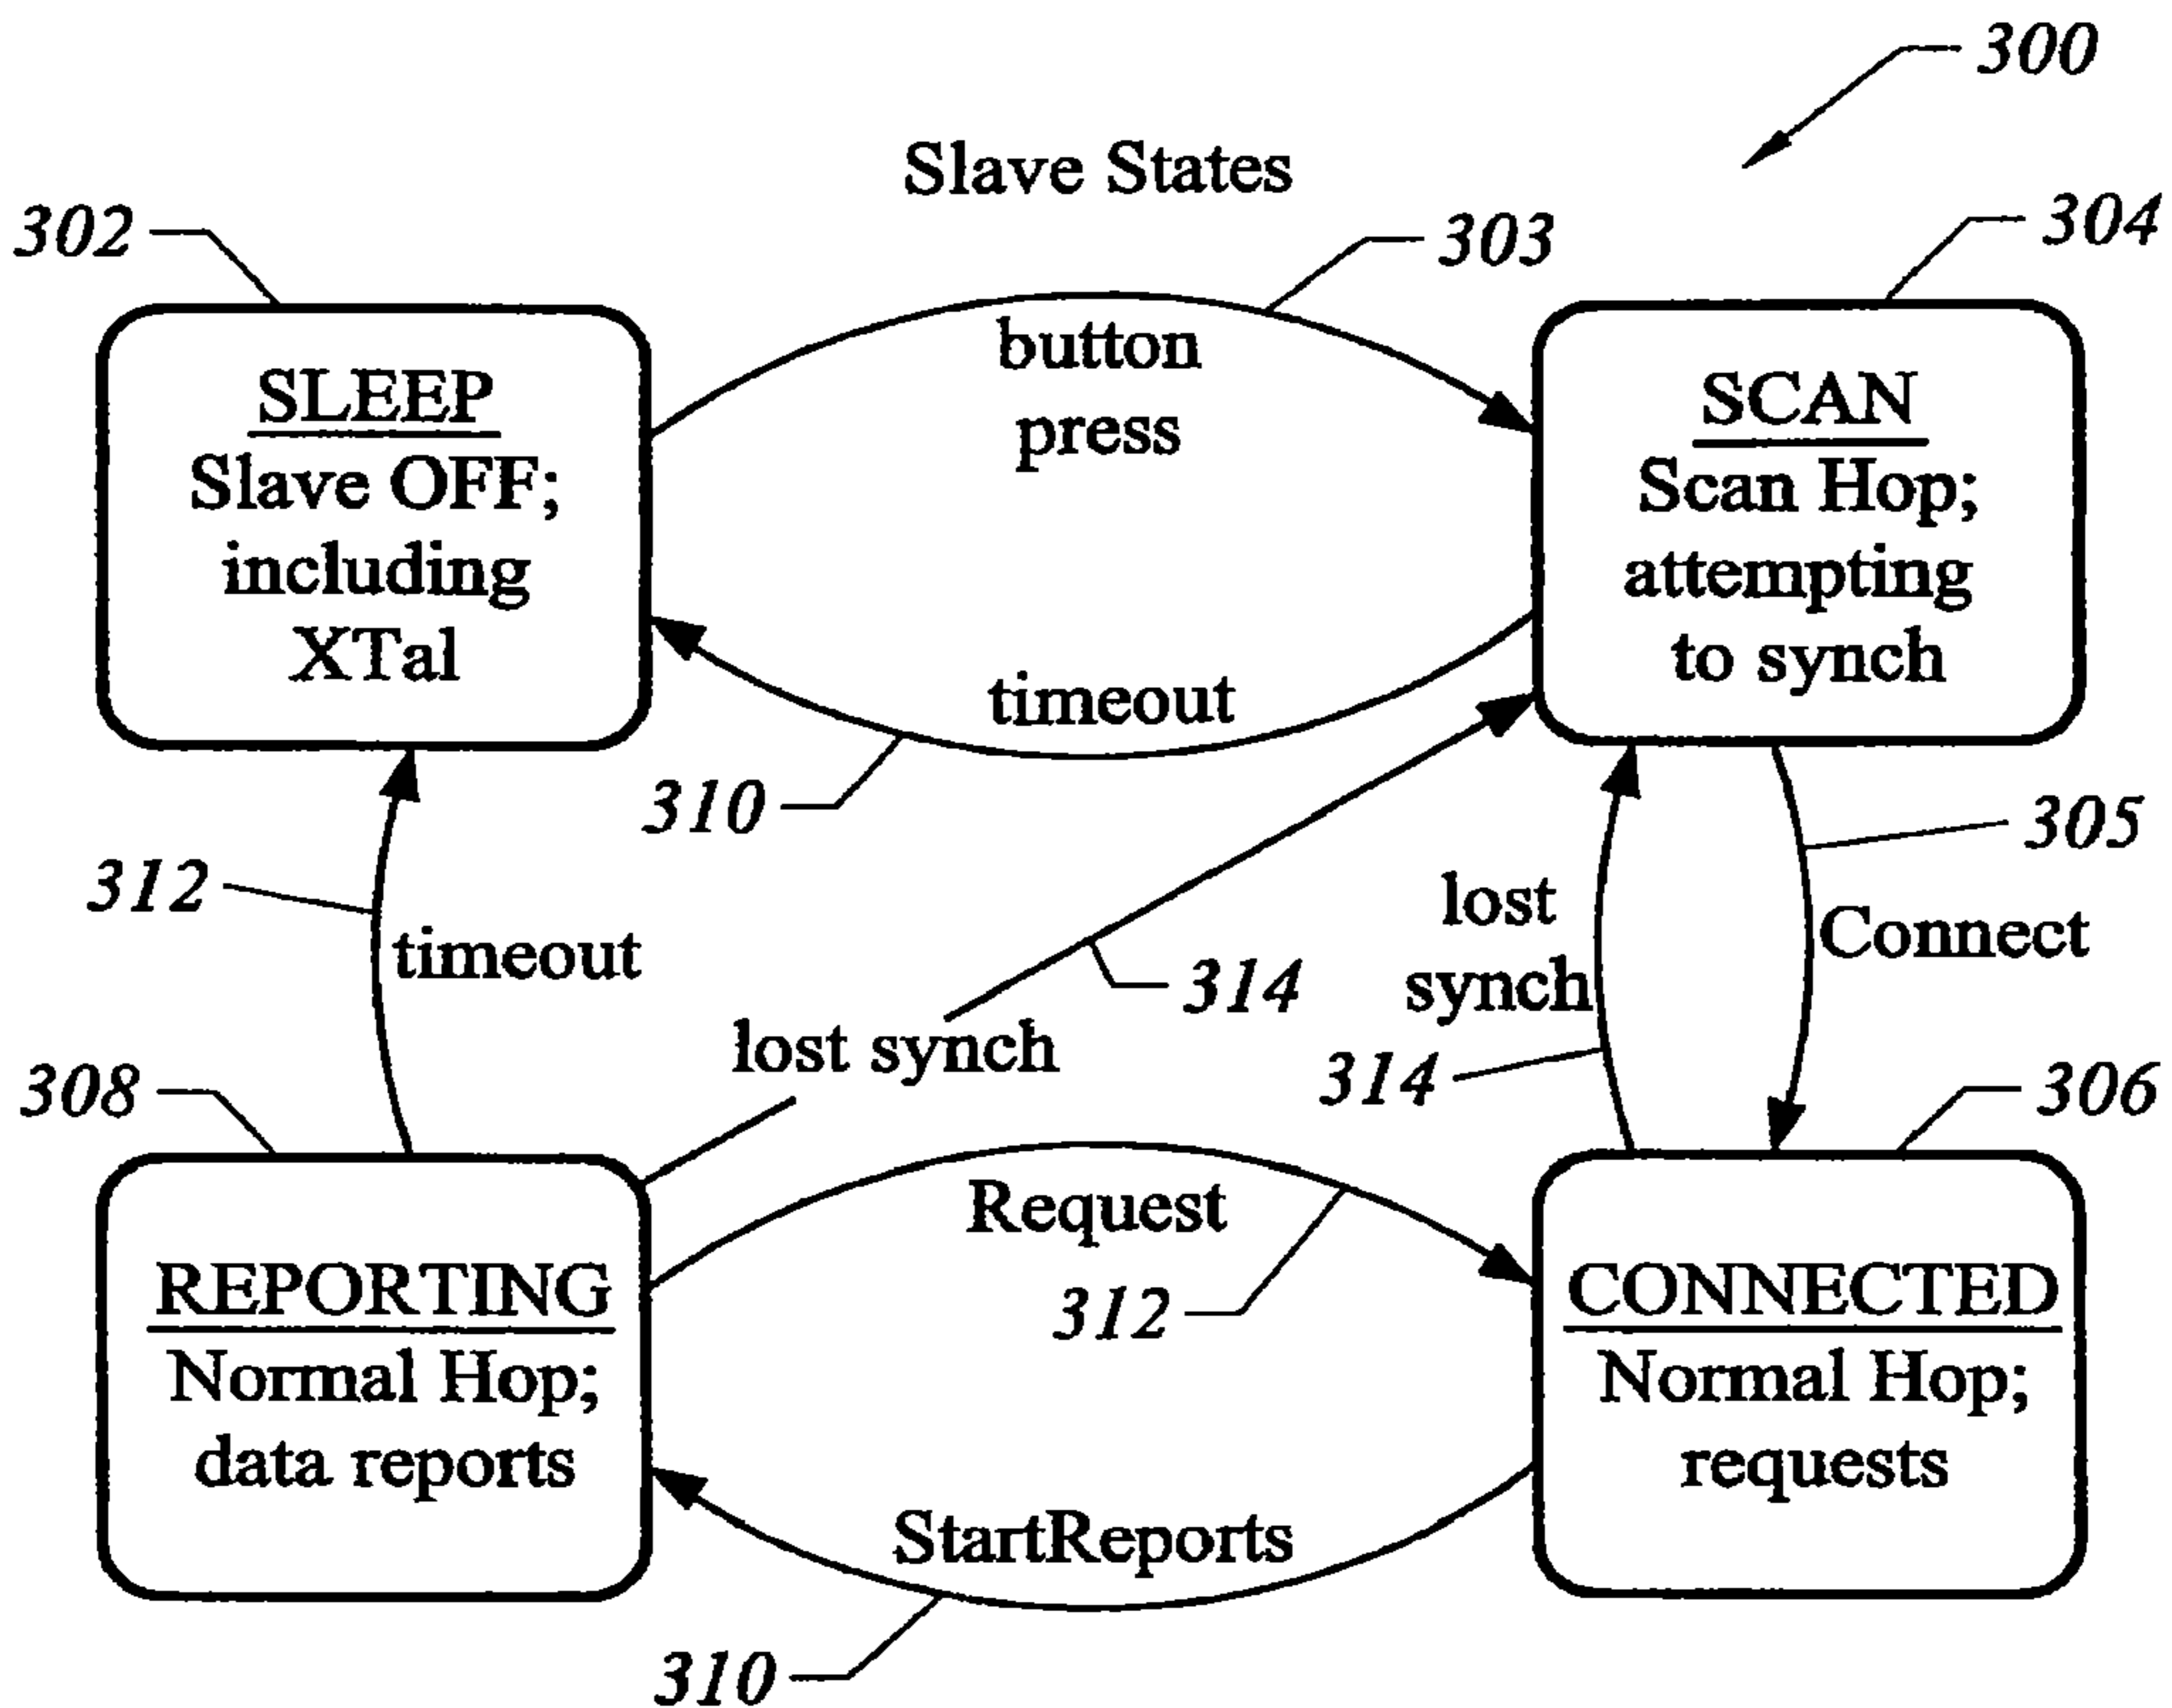 300
Slave States
302
303
304
SLEEP
Slave OFF;
including
XTal
button
press
SCAN
Scan Hop;
attempting
to synch
timeout
310
305
312
timeout
lost
synch
Connect
314
lost synch
314
308
306
REPORTING
Normal Hop;
data reports
Request
312
CONNECTED
Normal Hop;
requests
StartReports
310